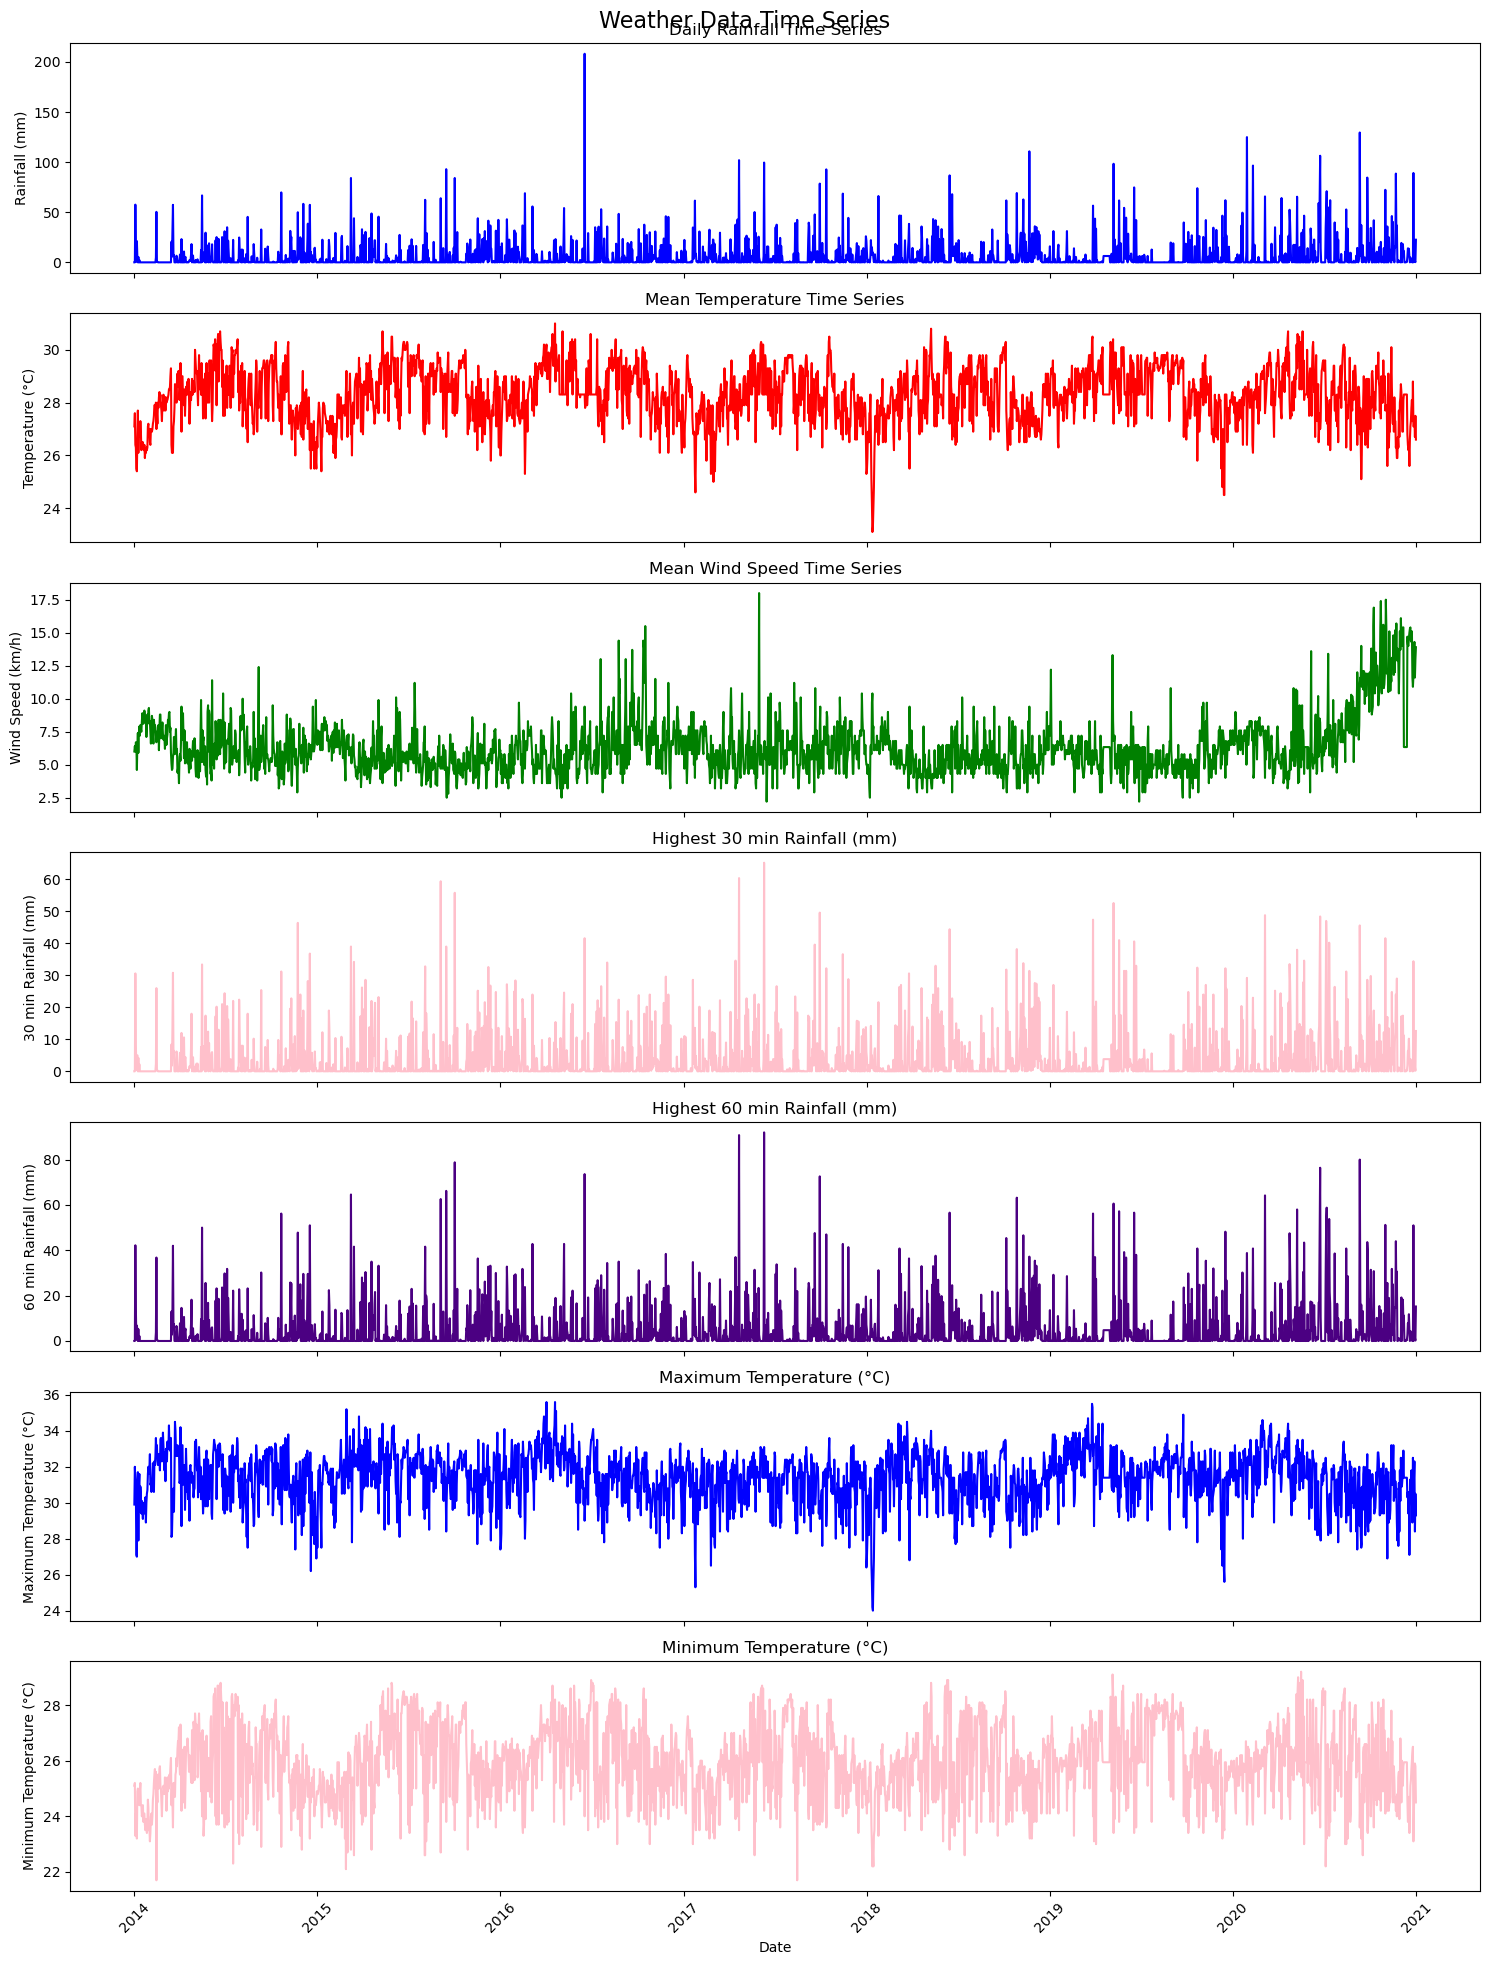 Weather Data Time Series
Daily Rainfall Time Series
Rainfall (mm)
200
150
100
50
0
Mean Temperature Time Series
Temperature (°C)
30
28
26
24
Mean Wind Speed Time Series
Wind Speed (km/h)
17.5
15.0
12.5
10.0
7.5
5.0
2.5
Highest 30 min Rainfall (mm)
30 min Rainfall (mm)
60
50
40
30
20
10
0
Highest 60 min Rainfall (mm)
60 min Rainfall (mm)
80
60
40
20
0
Maximum Temperature (°C)
Maximum Temperature (°C)
36
34
32
30
28
26
24
Minimum Temperature (°C)
Minimum Temperature (°C)
28
26
24
22
2014
2015
2016
2017
2018
2019
2020
2021
Date